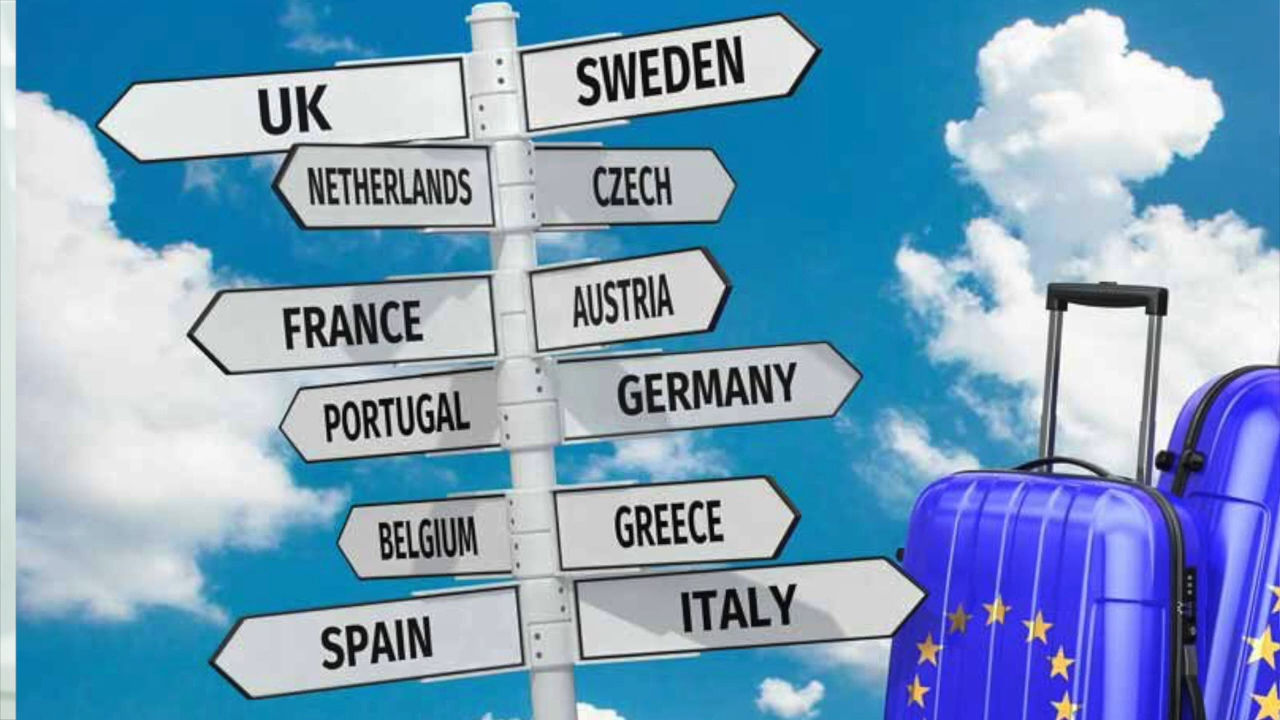 UK
SWEDEN
NETHERLANDS
CZECH
FRANCE
AUSTRIA
PORTUGAL
GERMANY
BELGIUM
GREECE
SPAIN
ITALY